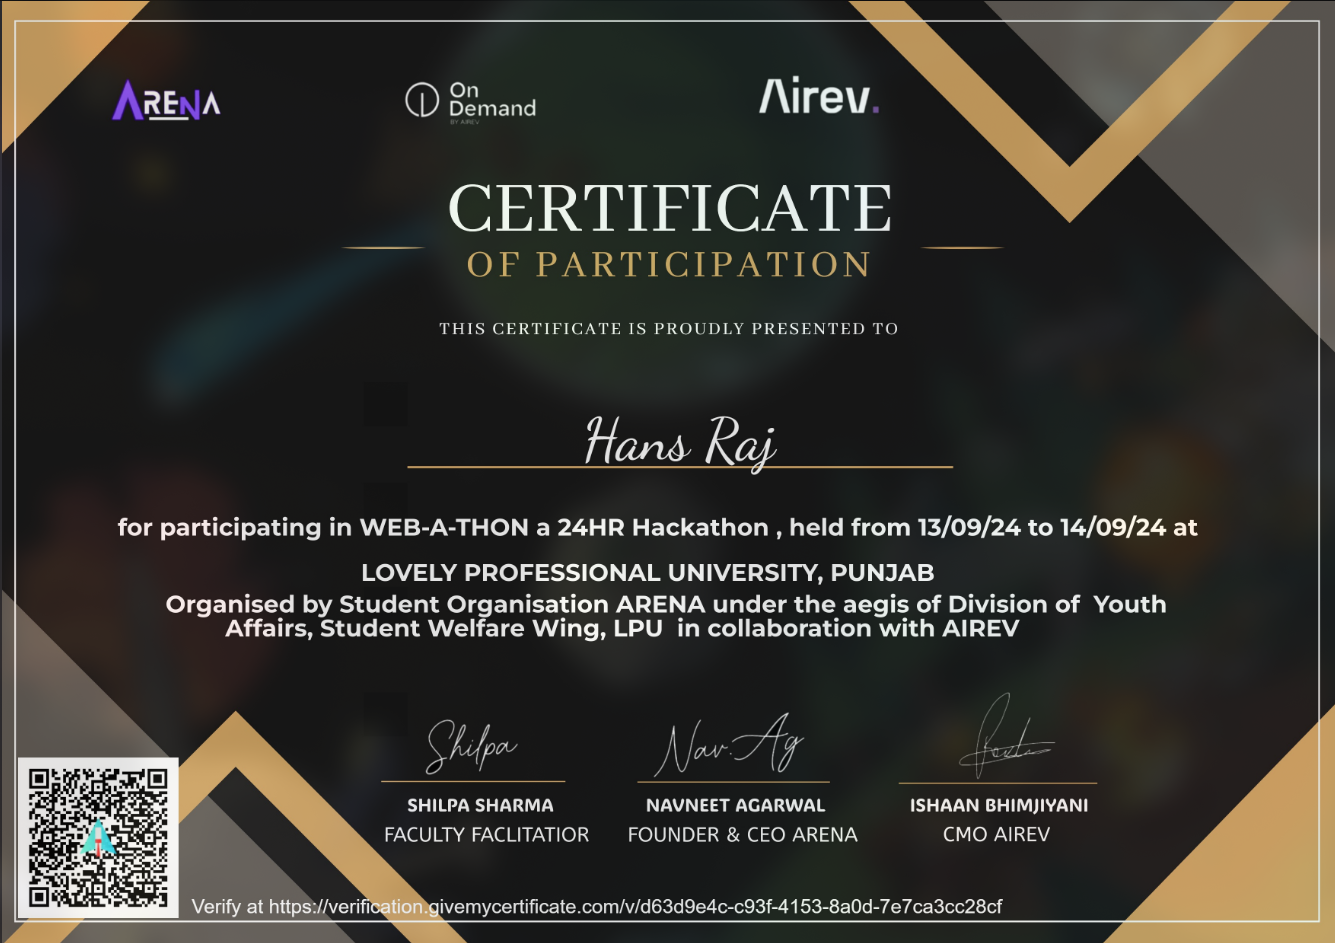 ARENA
On
Demand
BY AIREV
Airev.
CERTIFICATE
OF PARTICIPATION
THIS CERTIFICATE IS PROUDLY PRESENTED TO
Hans Raj
for participating in WEB-A-THON a 24HR Hackathon , held from 13/09/24 to 14/09/24 at
LOVELY PROFESSIONAL UNIVERSITY, PUNJAB
Organised by Student Organisation ARENA under the aegis of Division of Youth
Affairs, Student Welfare Wing, LPU in collaboration with AIREV
Shilpa
Nav. Ag
SHILPA SHARMA
NAVNEET AGARWAL
ISHAAN BHIMJIYANI
FACULTY FACLITATIOR
FOUNDER & CEO ARENA
CMO AIREV
Verify at https://verification.givemycertificate.com/v/d63d9e4c-c93f-4153-8a0d-7e7ca3cc28cf